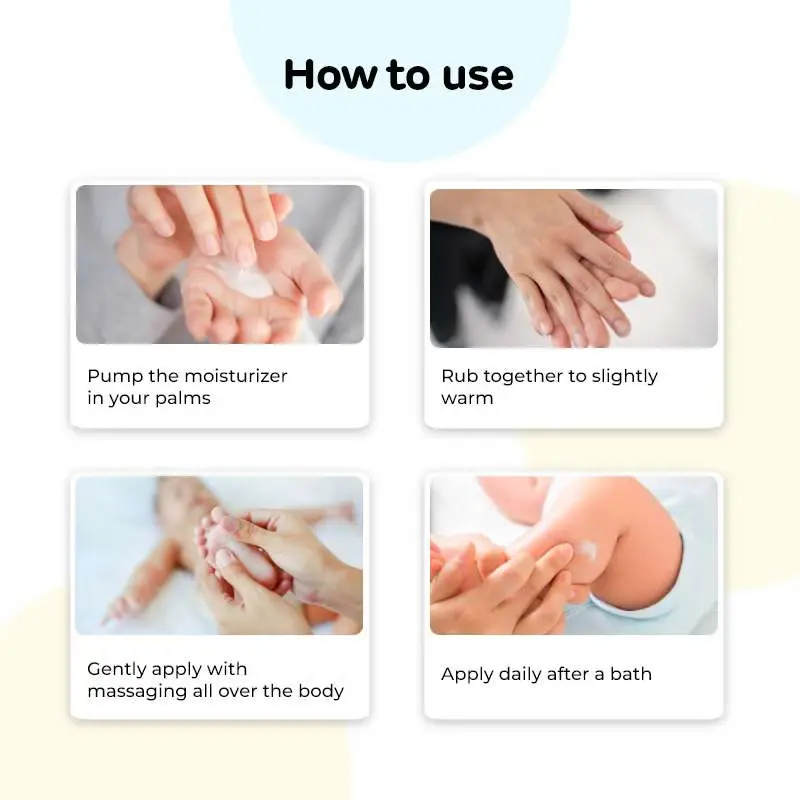 How to use
Pump the moisturizer
in your palms
Rub together to slightly
warm
Gently apply with
massaging all over the body
Apply daily after a bath